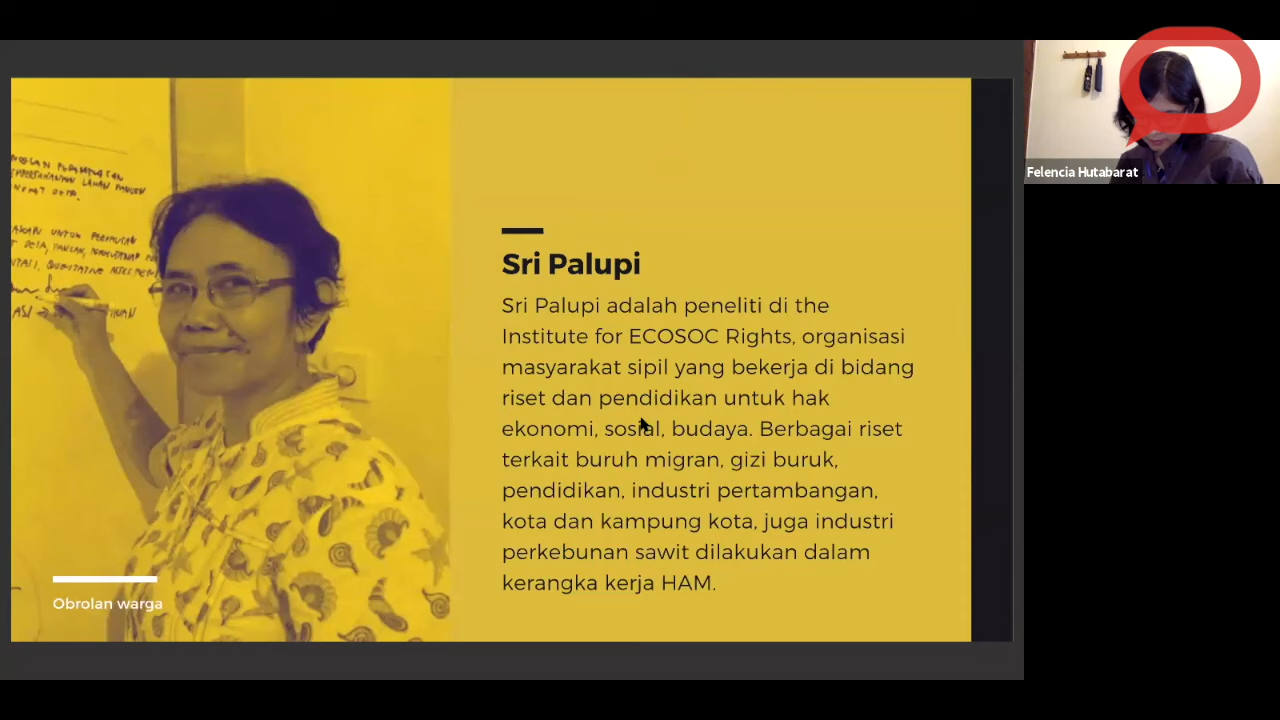 Felencia Hutabarat
Sri Palupi
Sri Palupi adalah peneliti di the
Institute for ECOSOC Rights, organisasi
masyarakat sipil yang bekerja di bidang
riset dan pendidikan untuk hak
ekonomi, sosial, budaya. Berbagai riset
terkait buruh migran, gizi buruk,
pendidikan, industri pertambangan,
kota dan kampung kota, juga industri
perkebunan sawit dilakukan dalam
kerangka kerja HAM.
Obrolan warga